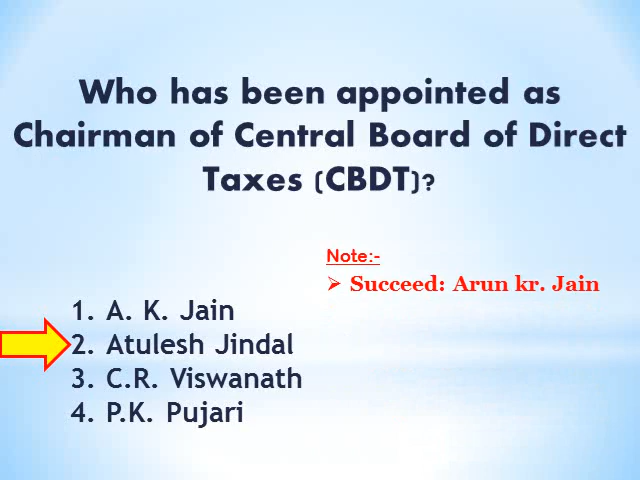 Who has been appointed as
Chairman of Central Board of Direct
Taxes (CBDT)?
Note:-
➢ Succeed: Arun kr. Jain
1. A. K. Jain
2. Atulesh Jindal
3. C.R. Viswanath
4. P.K. Pujari